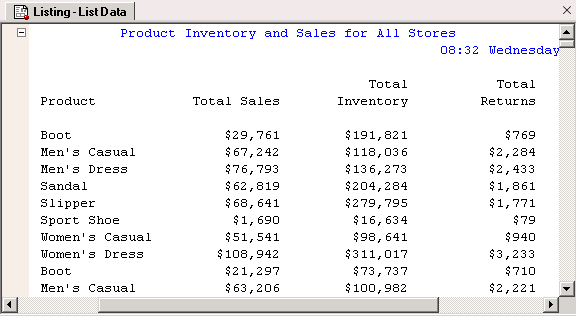 Listing - List Data
Product Inventory and Sales for All Stores
08:32 Wednesday
Total Total
Product Total Sales Inventory Returns
Boot $29,761 $191,821 $769
Men's Casual $67,242 $118,036 $2,284
Men's Dress $76,793 $136,273 $2,433
Sandal $62,819 $204,284 $1,861
Slipper $68,641 $279,795 $1,771
Sport Shoe $1,690 $16,634 $79
Women's Casual $51,541 $98,641 $940
Women's Dress $108,942 $311,017 $3,233
Boot $21,297 $73,737 $710
Men's Casual $63,206 $100,982 $2,221